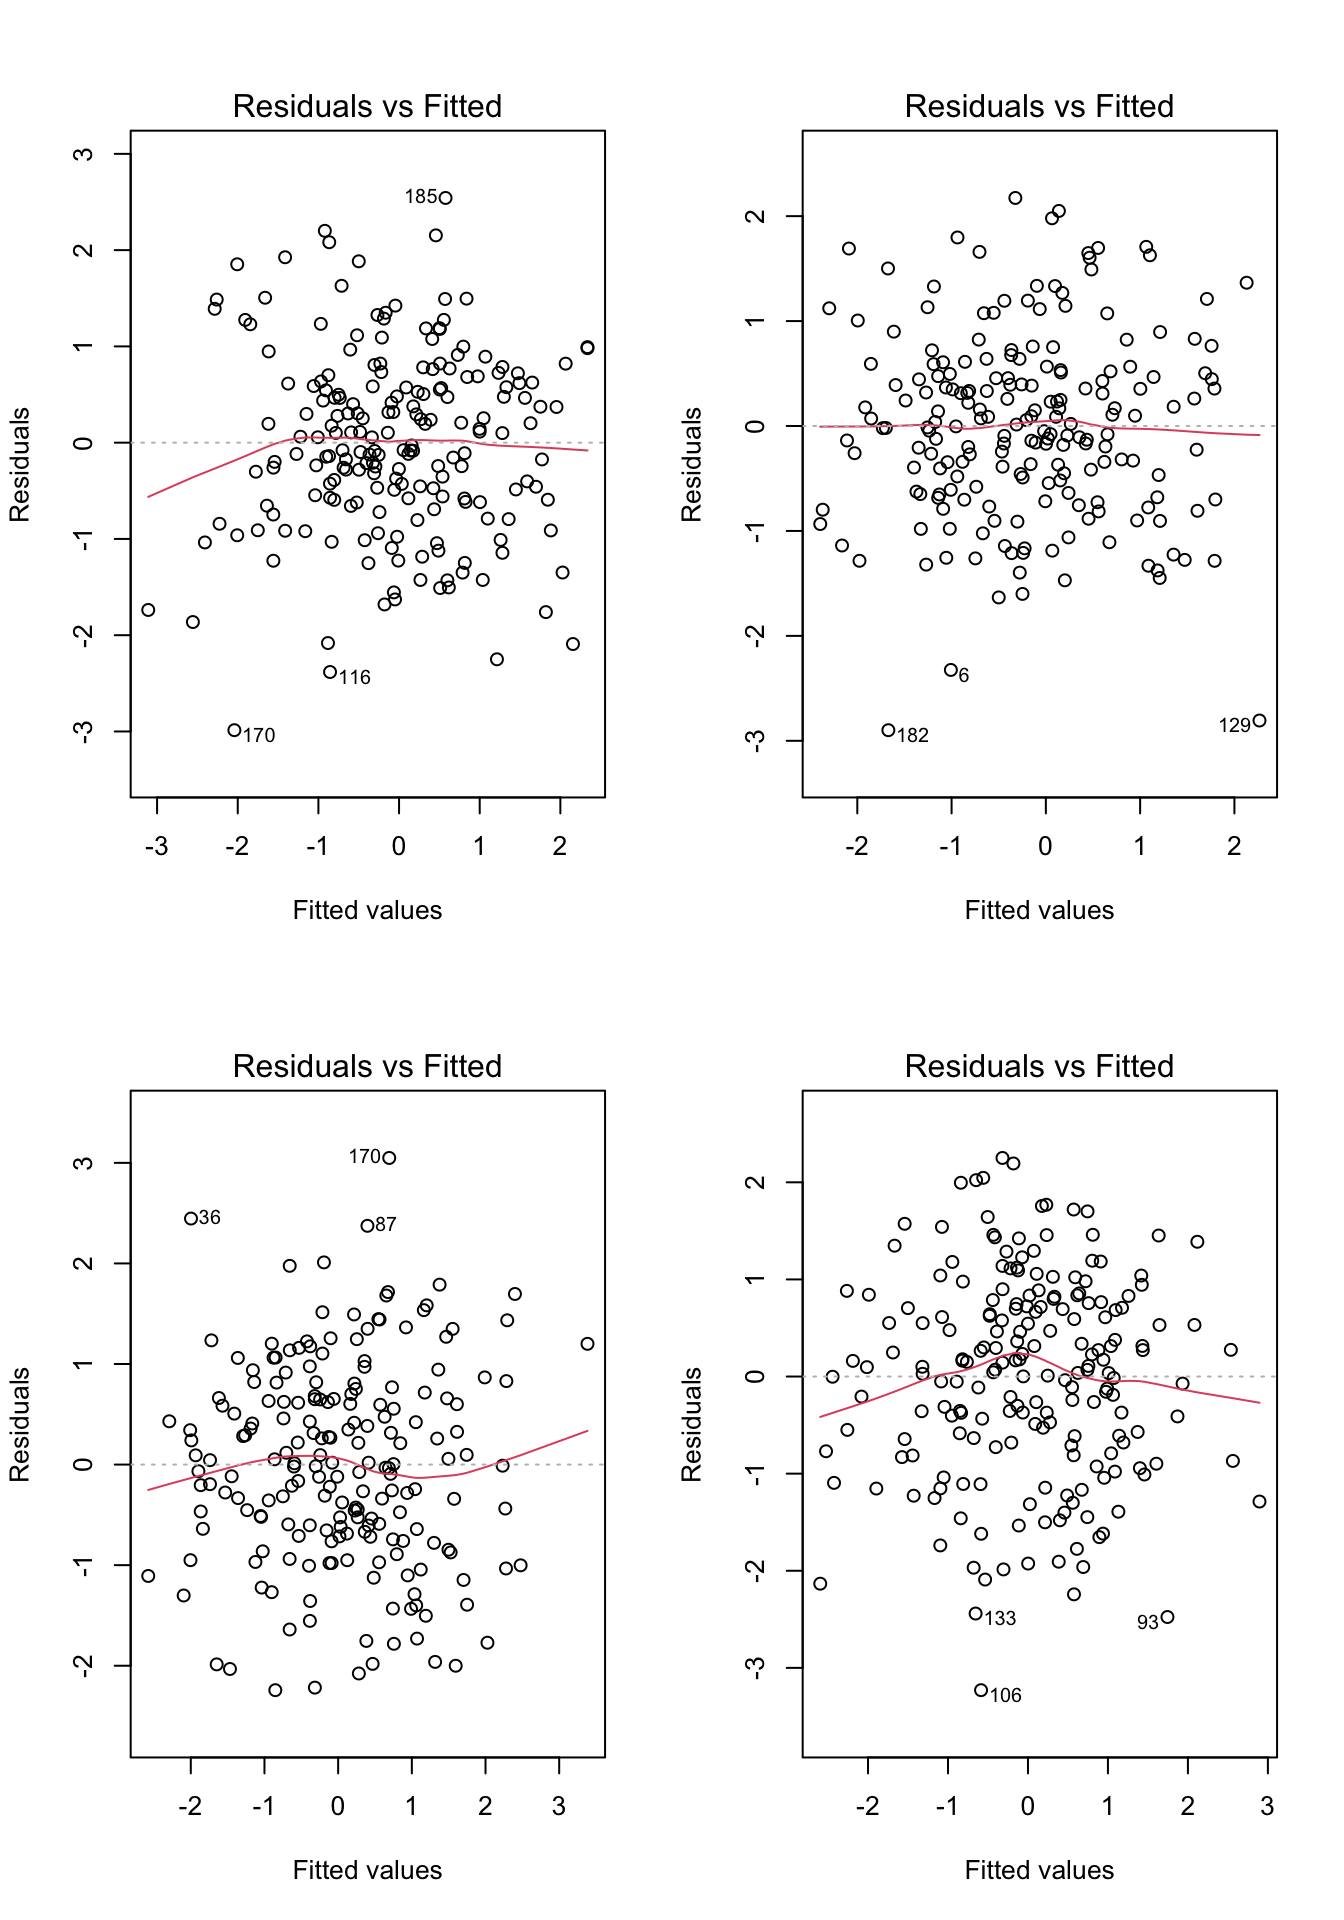 Residuals vs Fitted
Residuals
3
2
1
0
-1
-2
-3
185
116
170
-3 -2 -1 0 1 2
Fitted values
Residuals vs Fitted
Residuals
2
1
0
-1
-2
-3
6
182
129
-2 -1 0 1 2
Fitted values
Residuals vs Fitted
Residuals
3
2
1
0
-1
-2
170
36
87
-2 -1 0 1 2 3
Fitted values
Residuals vs Fitted
Residuals
2
1
0
-1
-2
-3
133
93
106
-2 -1 0 1 2 3
Fitted values